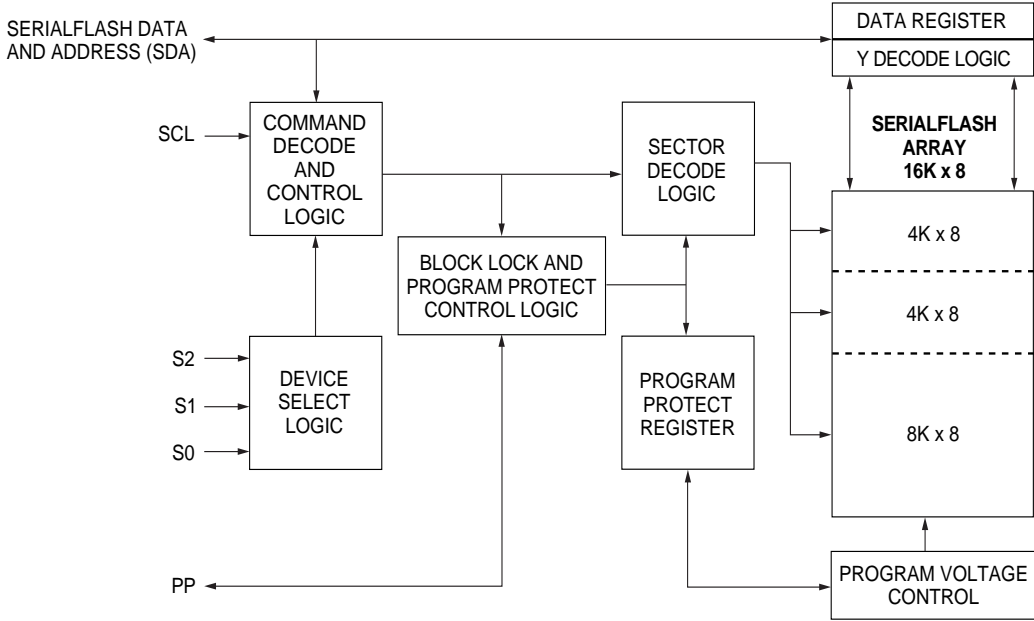 SERIALFLASH DATA
AND ADDRESS (SDA)
DATA REGISTER
Y DECODE LOGIC
SCL
COMMAND
DECODE
AND
CONTROL
LOGIC
SECTOR
DECODE
LOGIC
SERIALFLASH
ARRAY
16K x 8
4K x 8
BLOCK LOCK AND
PROGRAM PROTECT
CONTROL LOGIC
4K x 8
S2
S1
S0
DEVICE
SELECT
LOGIC
PROGRAM
PROTECT
REGISTER
8K x 8
PP
PROGRAM VOLTAGE
CONTROL